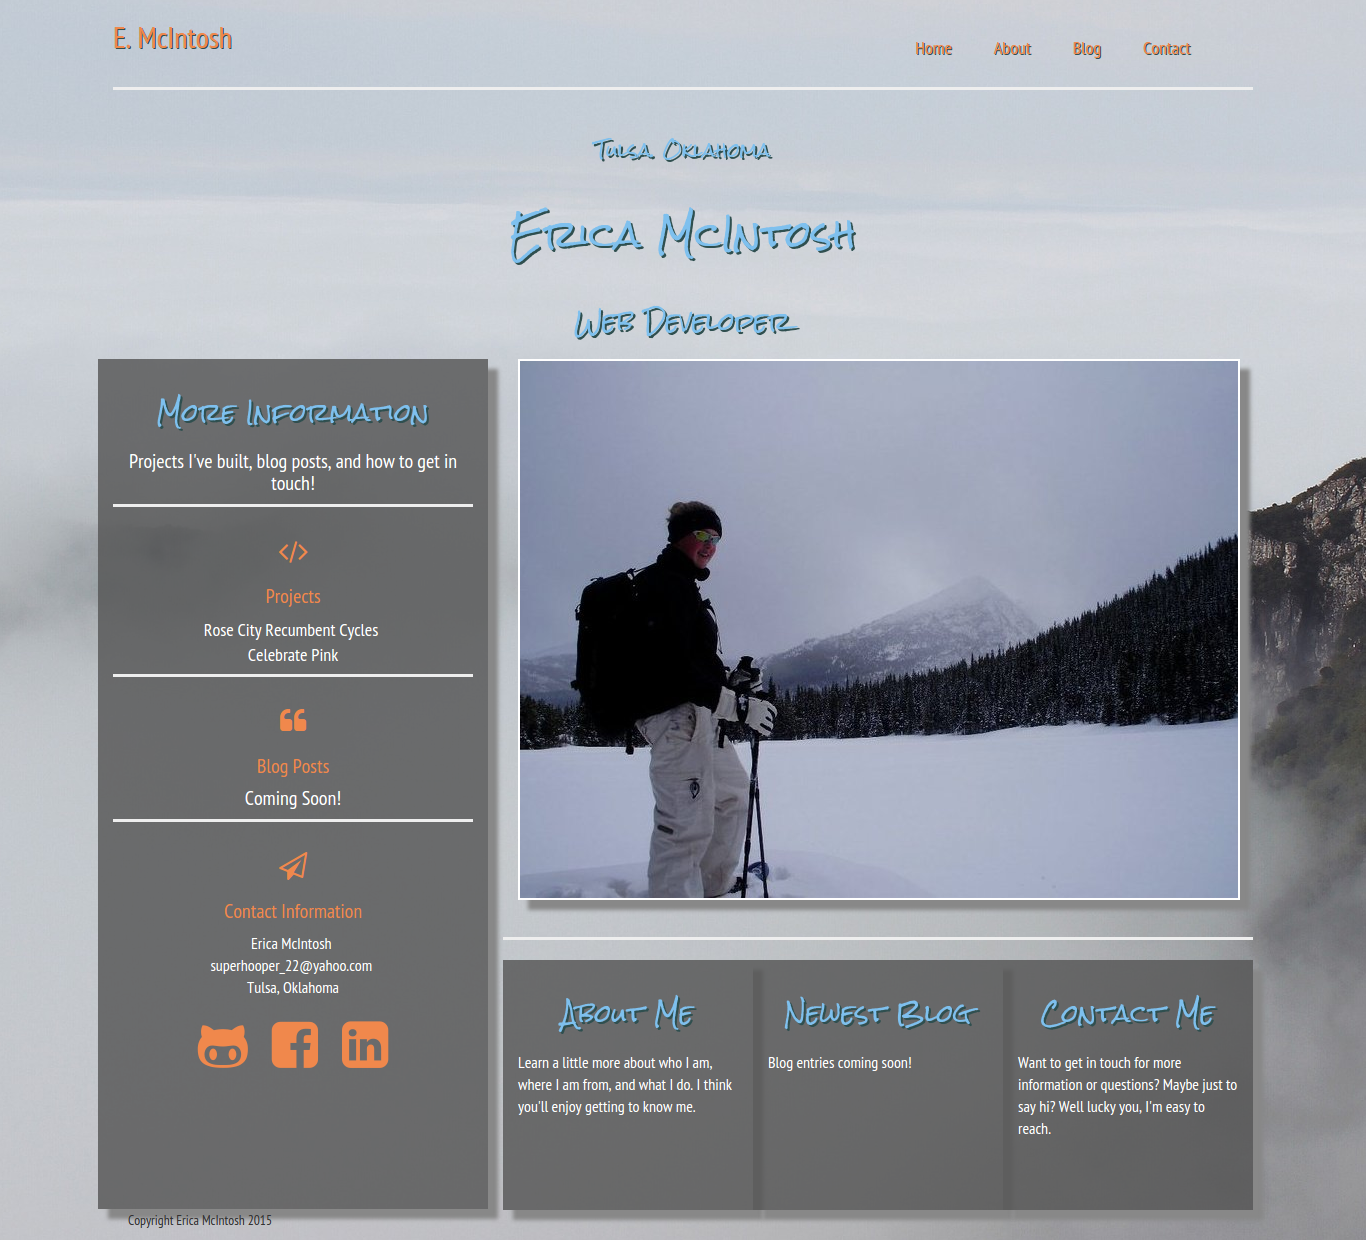 E. McIntosh
Home About Blog Contact
Tulsa, Oklahoma
Erica McIntosh
Web Developer
More Information
Projects I've built, blog posts, and how to get in
touch!
Projects
Rose City Recumbent Cycles
Celebrate Pink
Blog Posts
Coming Soon!
Contact Information
Erica McIntosh
superhooper_22@yahoo.com
Tulsa, Oklahoma
About Me
Learn a little more about who I am,
where I am from, and what I do. I think
you'll enjoy getting to know me.
Newest Blog
Blog entries coming soon!
Contact Me
Want to get in touch for more
information or questions? Maybe just to
say hi? Well lucky you, I'm easy to
reach.
Copyright Erica McIntosh 2015